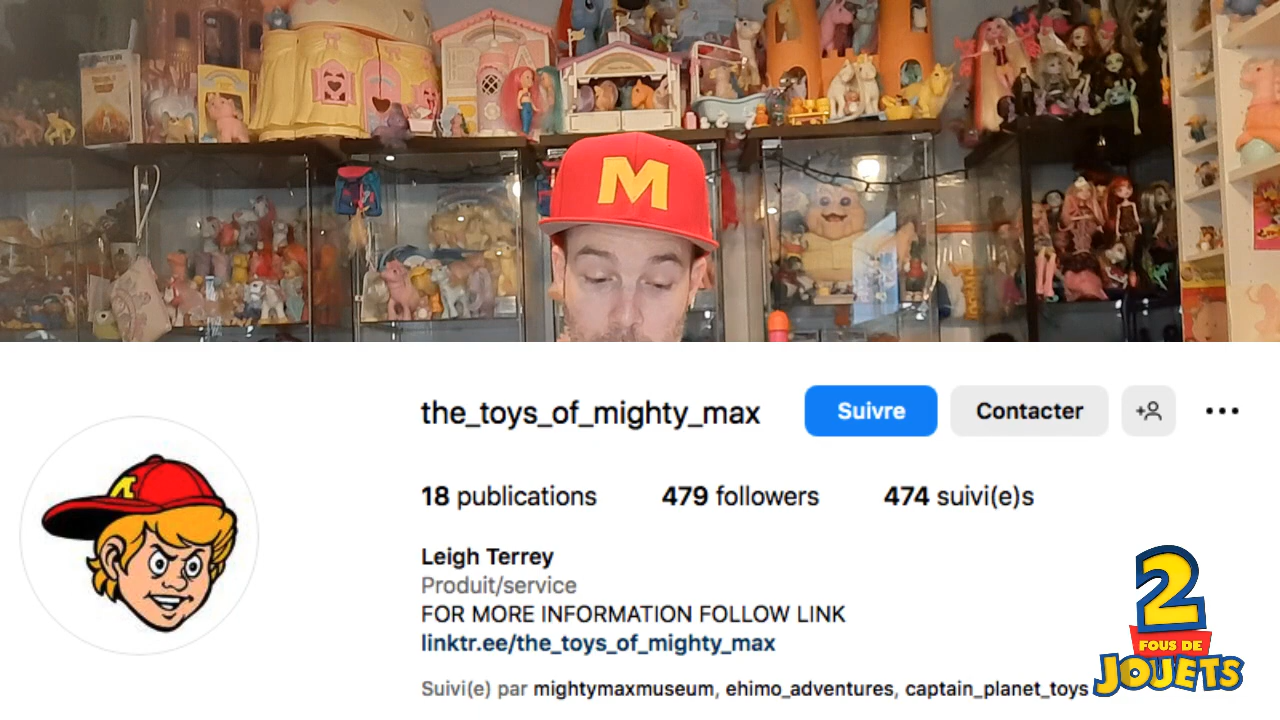 M
the_toys_of_mighty_max
Suivre
Contacter
18 publications
479 followers
474 suivi(e)s
Leigh Terrey
Produit/service
FOR MORE INFORMATION FOLLOW LINK
linktr.ee/the_toys_of_mighty_max
Suivi(e) par mightymaxmuseum, ehimo_adventures, captain_planet_toys
2
FOUS DE
JOUETS